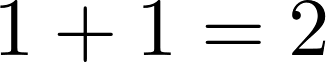 1 + 1 = 2